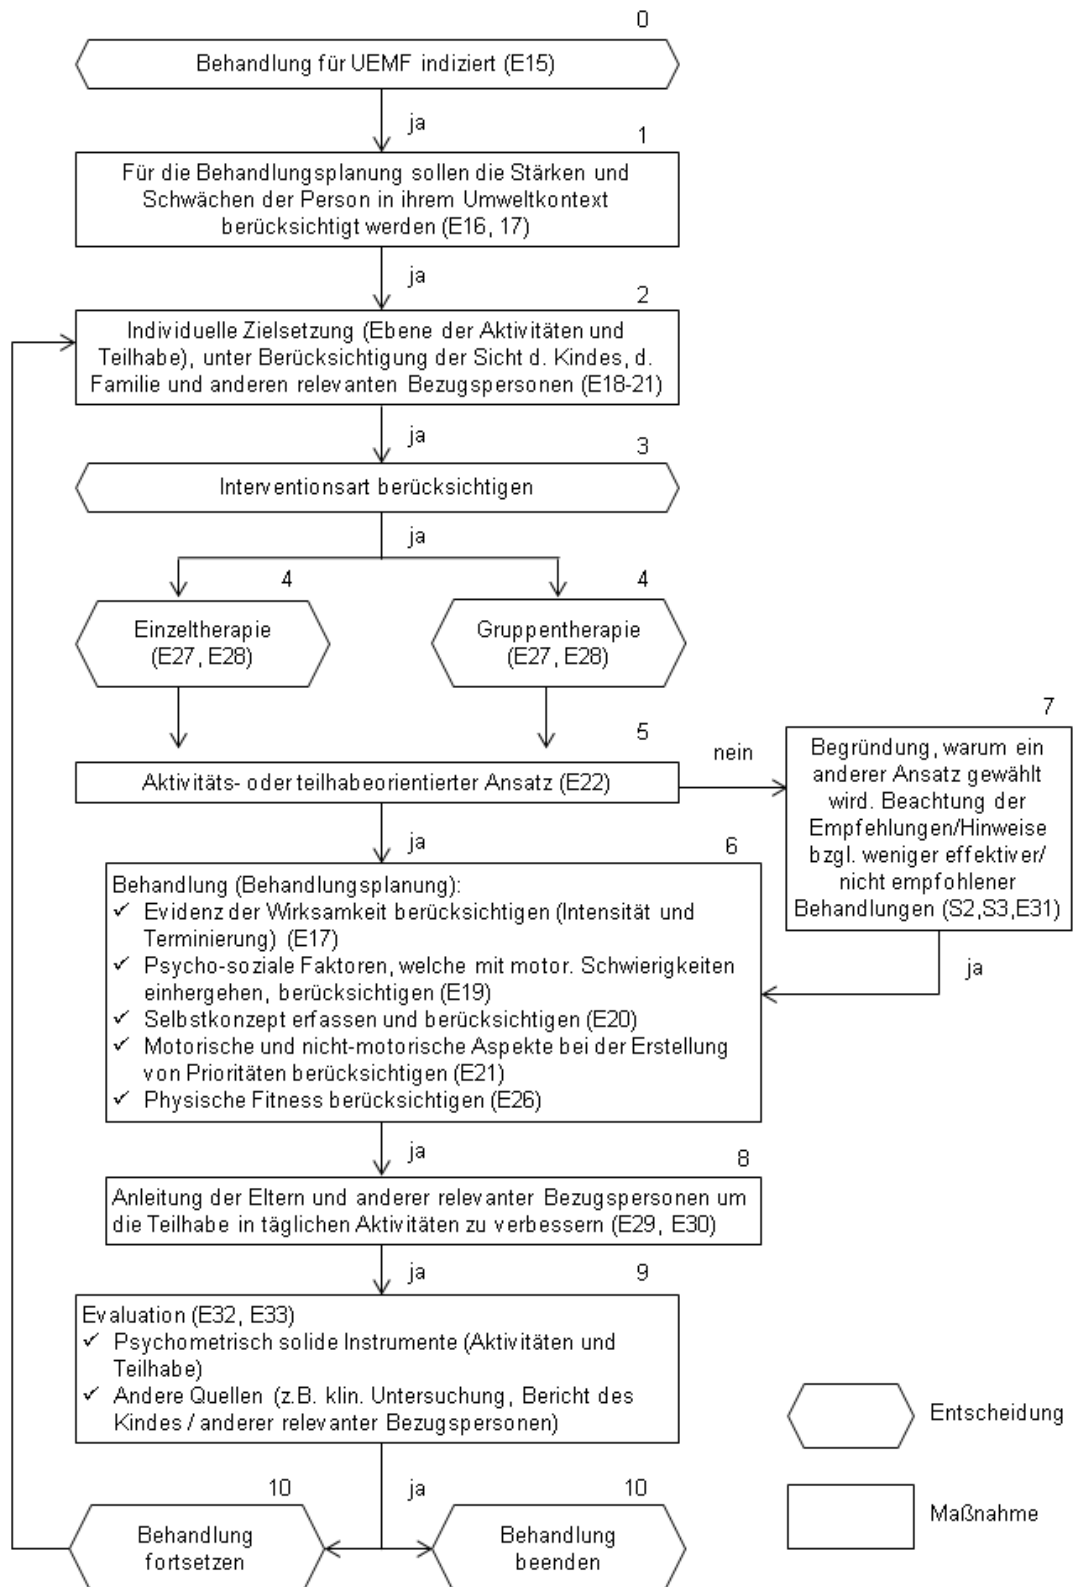 0
Behandlung für UEMF indiziert (E15)
ja
1
Für die Behandlungsplanung sollen die Stärken und
Schwächen der Person in ihrem Umweltkontext
berücksichtigt werden (E16, 17)
ja
2
Individuelle Zielsetzung (Ebene der Aktivitäten und
Teilhabe), unter Berücksichtigung der Sicht d. Kindes, d.
Familie und anderen relevanten Bezugspersonen (E18-21)
ja
3
Interventionsart berücksichtigen
ja
4
Einzeltherapie
(E27, E28)
4
Gruppentherapie
(E27, E28)
5
Aktivitäts- oder teilhabeorientierter Ansatz (E22)
nein
7
Begründung, warum ein
anderer Ansatz gewählt
wird. Beachtung der
Empfehlungen/Hinweise
bzgl. weniger effektiver/
nicht empfohlener
Behandlungen (S2,S3,E31)
ja
ja
6
Behandlung (Behandlungsplanung):
✓ Evidenz der Wirksamkeit berücksichtigen (Intensität und
Terminierung) (E17)
✓ Psycho-soziale Faktoren, welche mit motor. Schwierigkeiten
einhergehen, berücksichtigen (E19)
✓ Selbstkonzept erfassen und berücksichtigen (E20)
✓ Motorische und nicht-motorische Aspekte bei der Erstellung
von Prioritäten berücksichtigen (E21)
✓ Physische Fitness berücksichtigen (E26)
ja
8
Anleitung der Eltern und anderer relevanter Bezugspersonen um
die Teilhabe in täglichen Aktivitäten zu verbessern (E29, E30)
ja
9
Evaluation (E32, E33)
✓ Psychometrisch solide Instrumente (Aktivitäten und
Teilhabe)
✓ Andere Quellen (z.B. klin. Untersuchung, Bericht des
Kindes / anderer relevanter Bezugspersonen)
ja
10
Behandlung
fortsetzen
10
Behandlung
beenden
Entscheidung
Maßnahme